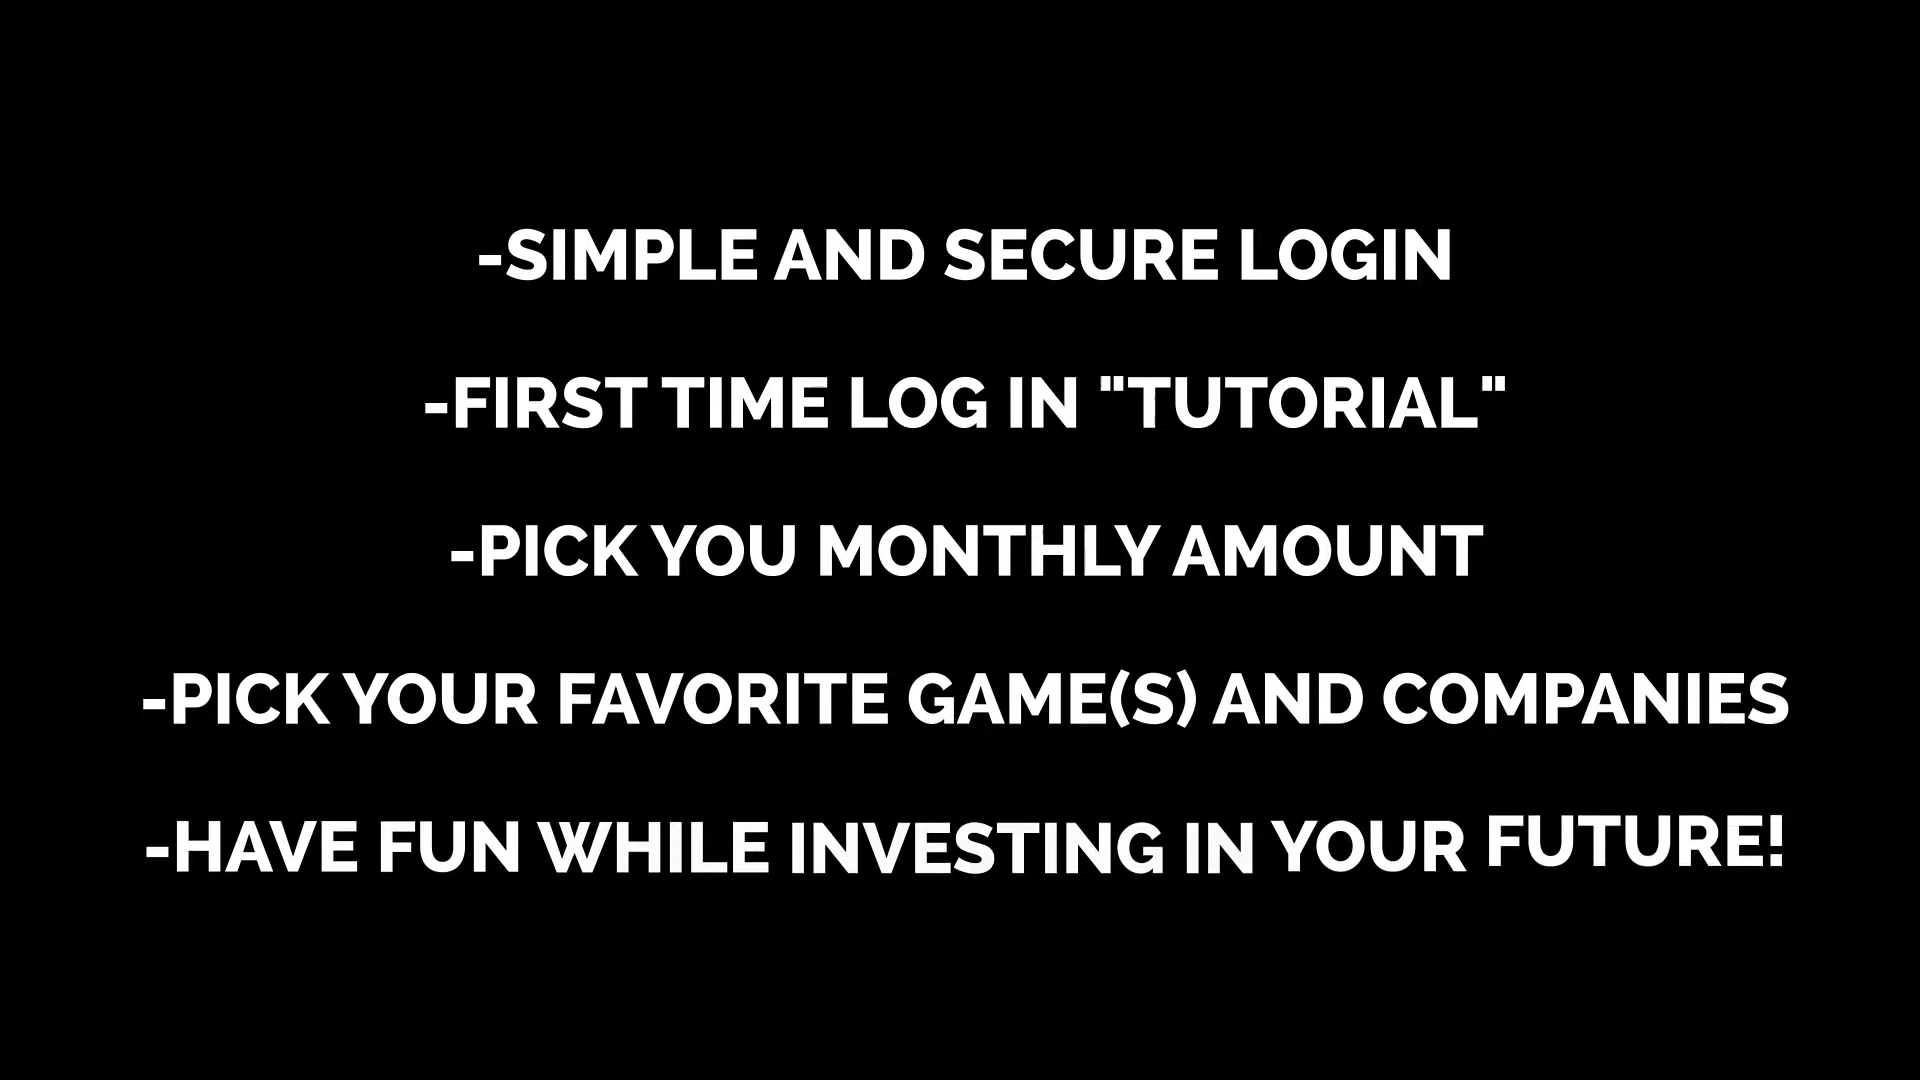 -SIMPLE AND SECURE LOGIN
-FIRST TIME LOG IN "TUTORIAL"
-PICK YOU MONTHLY AMOUNT
-PICK YOUR FAVORITE GAME(S) AND COMPANIES
-HAVE FUN WHILE INVESTING IN YOUR FUTURE!